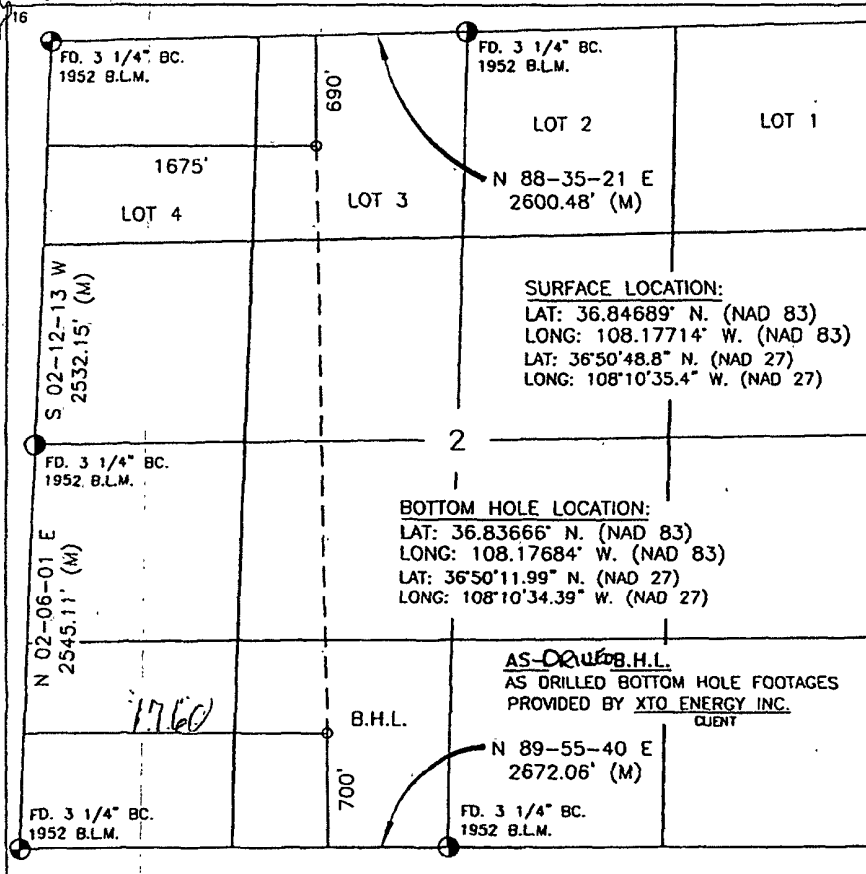 16
FD. 3 1/4" BC.
1952 B.L.M.
690'
FD. 3 1/4" BC.
1952 B.L.M.
LOT 2
LOT 1
1675'
N 88-35-21 E
2600.48' (M)
LOT 4
LOT 3
S 02-12-13 W
2532.15' (M)
SURFACE LOCATION:
LAT: 36.84689° N. (NAD 83)
LONG: 108.17714° W. (NAD 83)
LAT: 36°50'48.8" N. (NAD 27)
LONG: 108°10'35.4" W. (NAD 27)
2
FD. 3 1/4" BC.
1952 B.L.M.
BOTTOM HOLE LOCATION:
LAT: 36.83666° N. (NAD 83)
LONG: 108.17684° W. (NAD 83)
LAT: 36°50'11.99" N. (NAD 27)
LONG: 108°10'34.39" W. (NAD 27)
N 02-06-01 E
2545.11' (M)
AS-DRILLED B.H.L.
AS DRILLED BOTTOM HOLE FOOTAGES
PROVIDED BY XTO ENERGY INC.
CLIENT
1760
B.H.L.
N 89-55-40 E
2672.06' (M)
700'
FD. 3 1/4" BC.
1952 B.L.M.
FD. 3 1/4" BC.
1952 B.L.M.